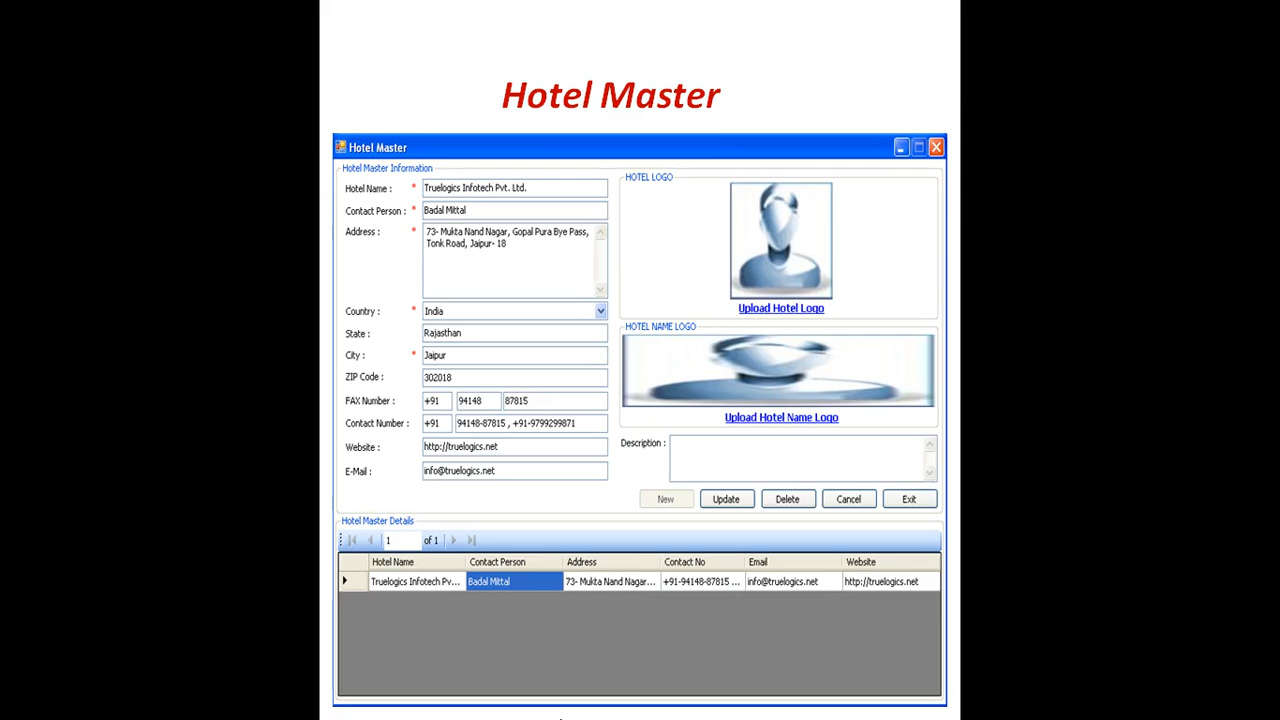 Hotel Master
Hotel Master
Hotel Master Information
Hotel Name : * Truelogics Infotech Pvt. Ltd.
Contact Person : * Badal Mittal
Address : * 73- Mukta Nand Nagar, Gopal Pura Bye Pass,
Tonk Road, Jaipur- 18
Country : * India
State : Rajasthan
City : * Jaipur
ZIP Code : 302018
FAX Number : +91 94148 87815
Contact Number : +91 94148-87815 , +91-9799299871
Website : http://truelogics.net
E-Mail : info@truelogics.net
HOTEL LOGO
Upload Hotel Logo
HOTEL NAME LOGO
Upload Hotel Name Logo
Description :
New Update Delete Cancel Exit
Hotel Master Details
1 of 1
Hotel Name Contact Person Address Contact No Email Website
Truelogics Infotech Pv... Badal Mittal 73- Mukta Nand Nagar... +91-94148-87815 ... info@truelogics.net http://truelogics.net